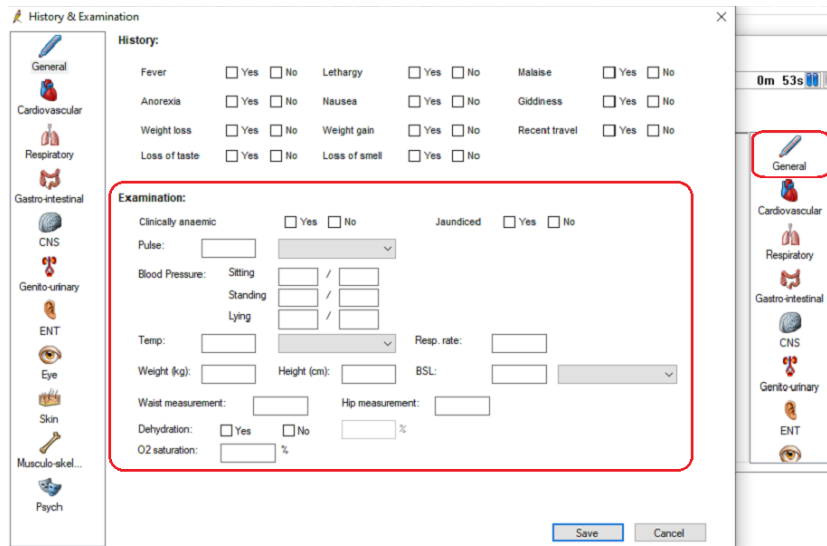 History & Examination
General
Cardiovascular
Respiratory
Gastro-intestinal
CNS
Genito-urinary
ENT
Eye
Skin
Musculo-skel...
Psych
History:
Fever Yes No Lethargy Yes No Malaise Yes No
Anorexia Yes No Nausea Yes No Giddiness Yes No
Weight loss Yes No Weight gain Yes No Recent travel Yes No
Loss of taste Yes No Loss of smell Yes No
Examination:
Clinically anaemic Yes No Jaundiced Yes No
Pulse:
Blood Pressure: Sitting /
Standing /
Lying /
Temp: Resp. rate:
Weight (kg): Height (cm): BSL:
Waist measurement: Hip measurement:
Dehydration: Yes No %
O2 saturation: %
Save Cancel
0m 53s
General
Cardiovascular
Respiratory
Gastro-intestinal
CNS
Genito-urinary
ENT